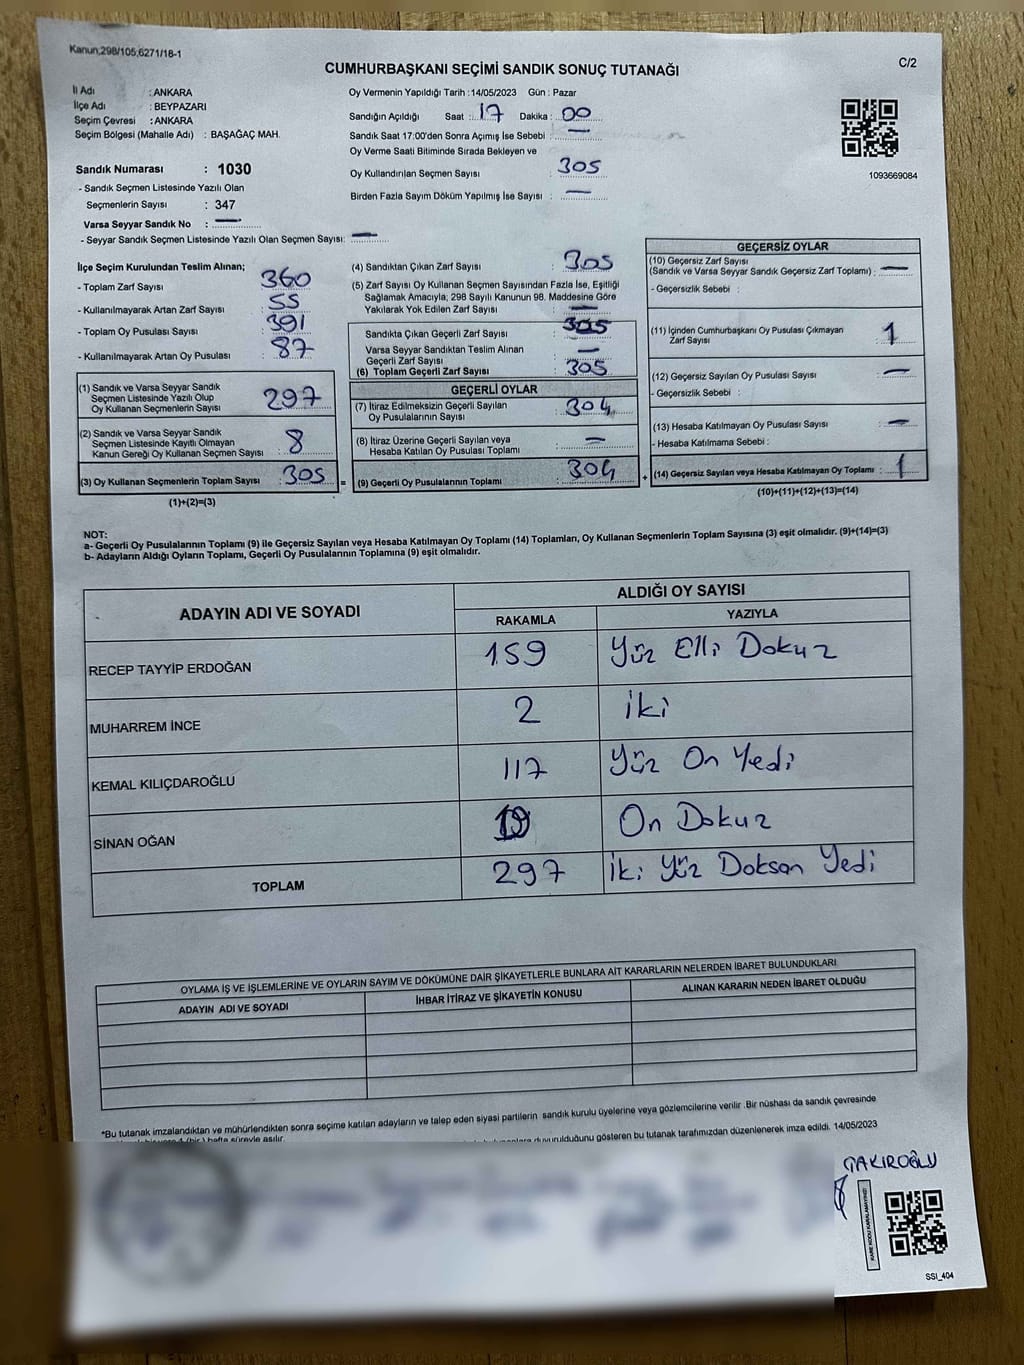 Kanun;298/105;6271/18-1
C/2
CUMHURBAŞKANI SEÇİMİ SANDIK SONUÇ TUTANAĞI
İl Adı : ANKARA
İlçe Adı : BEYPAZARI
Seçim Çevresi : ANKARA
Seçim Bölgesi (Mahalle Adı) : BAŞAĞAÇ MAH.
Oy Vermenin Yapıldığı Tarih :14/05/2023 Gün : Pazar
Sandığın Açıldığı Saat : 17 Dakika : 00
Sandık Saat 17:00'den Sonra Açımış İse Sebebi : —
Oy Verme Saati Bitiminde Sırada Bekleyen ve
Oy Kullandırılan Seçmen Sayısı : 305
Birden Fazla Sayım Döküm Yapılmış İse Sayısı : —
1093669084
Sandık Numarası : 1030
- Sandık Seçmen Listesinde Yazılı Olan
Seçmenlerin Sayısı : 347
Varsa Seyyar Sandık No : —
- Seyyar Sandık Seçmen Listesinde Yazılı Olan Seçmen Sayısı: —
İlçe Seçim Kurulundan Teslim Alınan;
- Toplam Zarf Sayısı : 360
- Kullanılmayarak Artan Zarf Sayısı : 55
- Toplam Oy Pusulası Sayısı : 391
- Kullanılmayarak Artan Oy Pusulası : 87
(1) Sandık ve Varsa Seyyar Sandık
Seçmen Listesinde Yazılı Olup
Oy Kullanan Seçmenlerin Sayısı : 297
(2) Sandık ve Varsa Seyyar Sandık
Seçmen Listesinde Kayıtlı Olmayan
Kanun Gereği Oy Kullanan Seçmen Sayısı : 8
(3) Oy Kullanan Seçmenlerin Toplam Sayısı : 305 =
(1)+(2)=(3)
(4) Sandıktan Çıkan Zarf Sayısı : 305
(5) Zarf Sayısı Oy Kullanan Seçmen Sayısından Fazla İse, Eşitliği
Sağlamak Amacıyla; 298 Sayılı Kanunun 98. Maddesine Göre
Yakılarak Yok Edilen Zarf Sayısı : —
Sandıkta Çıkan Geçerli Zarf Sayısı : 305
Varsa Seyyar Sandıktan Teslim Alınan
Geçerli Zarf Sayısı : —
(6) Toplam Geçerli Zarf Sayısı : 305
GEÇERLİ OYLAR
(7) İtiraz Edilmeksizin Geçerli Sayılan
Oy Pusulalarının Sayısı : 304
(8) İtiraz Üzerine Geçerli Sayılan veya
Hesaba Katılan Oy Pusulası Toplamı : —
(9) Geçerli Oy Pusulalarının Toplamı : 304 +
GEÇERSİZ OYLAR
(10) Geçersiz Zarf Sayısı
(Sandık ve Varsa Seyyar Sandık Geçersiz Zarf Toplamı) : —
- Geçersizlik Sebebi :
(11) İçinden Cumhurbaşkanı Oy Pusulası Çıkmayan
Zarf Sayısı : 1
(12) Geçersiz Sayılan Oy Pusulası Sayısı : —
- Geçersizlik Sebebi :
(13) Hesaba Katılmayan Oy Pusulası Sayısı : —
- Hesaba Katılmama Sebebi :
(14) Geçersiz Sayılan veya Hesaba Katılmayan Oy Toplamı : 1
(10)+(11)+(12)+(13)=(14)
NOT:
a- Geçerli Oy Pusulalarının Toplamı (9) ile Geçersiz Sayılan veya Hesaba Katılmayan Oy Toplamı (14) Toplamları, Oy Kullanan Seçmenlerin Toplam Sayısına (3) eşit olmalıdır. (9)+(14)=(3)
b- Adayların Aldığı Oyların Toplamı, Geçerli Oy Pusulalarının Toplamına (9) eşit olmalıdır.
ADAYIN ADI VE SOYADI
ALDIĞI OY SAYISI
RAKAMLA YAZIYLA
RECEP TAYYİP ERDOĞAN 159 Yüz Elli Dokuz
MUHARREM İNCE 2 İki
KEMAL KILIÇDAROĞLU 117 Yüz On Yedi
SİNAN OĞAN 19 On Dokuz
TOPLAM 297 İki Yüz Doksan Yedi
OYLAMA İŞ VE İŞLEMLERİNE VE OYLARIN SAYIM VE DÖKÜMÜNE DAİR ŞİKAYETLERLE BUNLARA AİT KARARLARIN NELERDEN İBARET BULUNDUKLARI
ADAYIN ADI VE SOYADI İHBAR İTİRAZ VE ŞİKAYETİN KONUSU ALINAN KARARIN NEDEN İBARET OLDUĞU
*Bu tutanak imzalandıktan ve mühürlendikten sonra seçime katılan adayların ve talep eden siyasi partilerin sandık kurulu üyelerine veya gözlemcilerine verilir .Bir nüshası da sandık çevresinde
(bir) hafta süreyle asılır.
duyurulduğunu gösteren bu tutanak tarafımızdan düzenlenerek imza edildi. 14/05/2023
ÇAKIROĞLU
KARE KODU KARALAMAYINIZ!
SSI_404